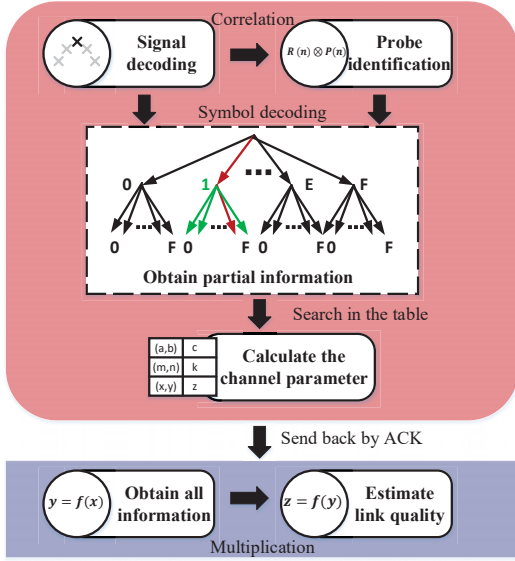 Correlation
Signal decoding
R(n) ⊗ P(n)
Probe identification
Symbol decoding
0 1 ... E F
0 ... F 0 ... F 0 ... F 0 ... F
Obtain partial information
Search in the table
(a,b) c
(m,n) k
(x,y) z
Calculate the channel parameter
Send back by ACK
y = f(x)
Obtain all information
z = f(y)
Estimate link quality
Multiplication